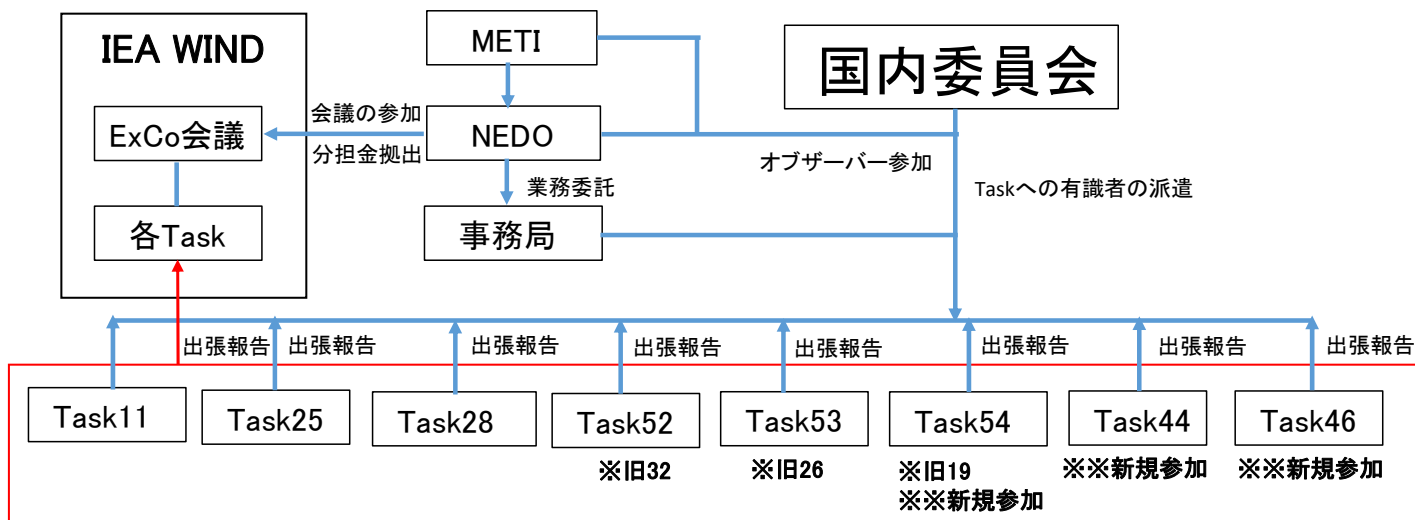 IEA WIND
METI
国内委員会
ExCo会議
会議の参加
分担金拠出
NEDO
オブザーバー参加
業務委託
Taskへの有識者の派遣
各Task
事務局
出張報告
出張報告
出張報告
出張報告
出張報告
出張報告
出張報告
出張報告
Task11
Task25
Task28
Task52
Task53
Task54
Task44
Task46
※旧32
※旧26
※旧19
※※新規参加
※※新規参加
※※新規参加